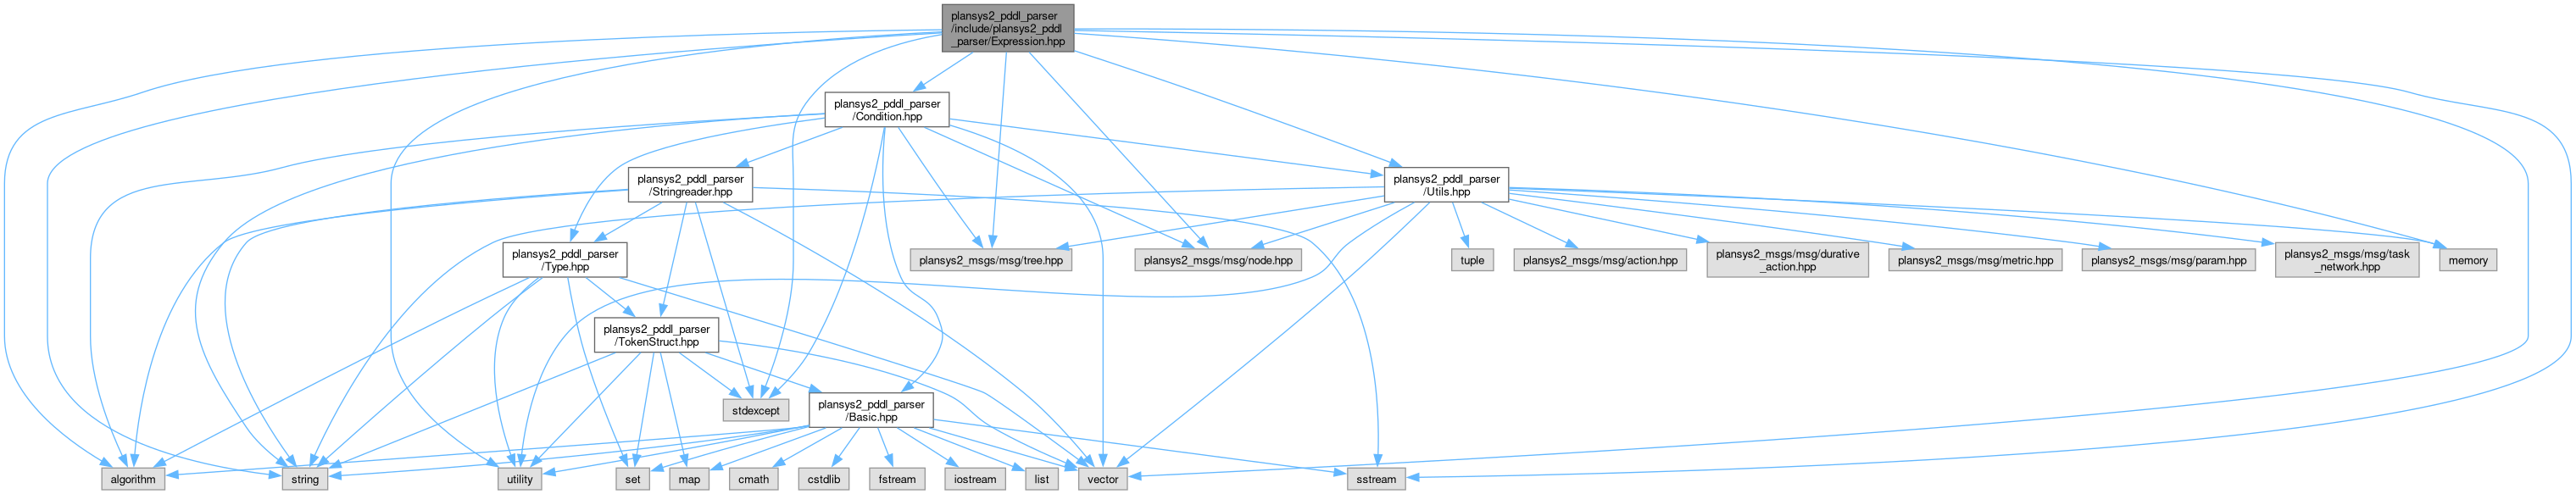 plansys2_pddl_parser
/include/plansys2_pddl
_parser/Expression.hpp
plansys2_pddl_parser
/Condition.hpp
plansys2_pddl_parser
/Stringreader.hpp
plansys2_pddl_parser
/Utils.hpp
plansys2_pddl_parser
/Type.hpp
plansys2_msgs/msg/tree.hpp
plansys2_msgs/msg/node.hpp
tuple
plansys2_msgs/msg/action.hpp
plansys2_msgs/msg/durative
_action.hpp
plansys2_msgs/msg/metric.hpp
plansys2_msgs/msg/param.hpp
plansys2_msgs/msg/task
_network.hpp
memory
plansys2_pddl_parser
/TokenStruct.hpp
stdexcept
plansys2_pddl_parser
/Basic.hpp
algorithm
string
utility
set
map
cmath
cstdlib
fstream
iostream
list
vector
sstream